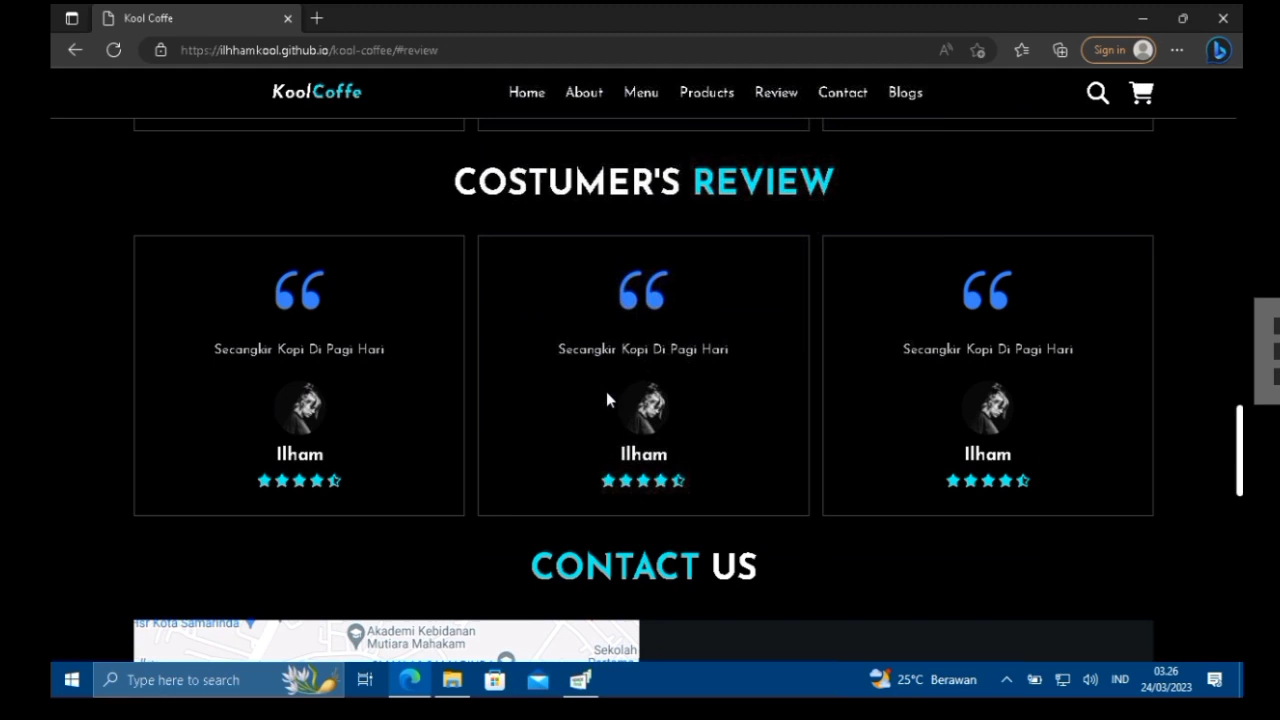 Kool Coffe
https://ilhhamkool.github.io/kool-coffee/#review
Sign in
KoolCoffe
Home
About
Menu
Products
Review
Contact
Blogs
COSTUMER'S REVIEW
Secangkir Kopi Di Pagi Hari
Ilham
Secangkir Kopi Di Pagi Hari
Ilham
Secangkir Kopi Di Pagi Hari
Ilham
CONTACT US
Kota Samarinda
Akademi Kebidanan
Mutiara Mahakam
Sekolah
Type here to search
25°C Berawan
IND
03.26
24/03/2023